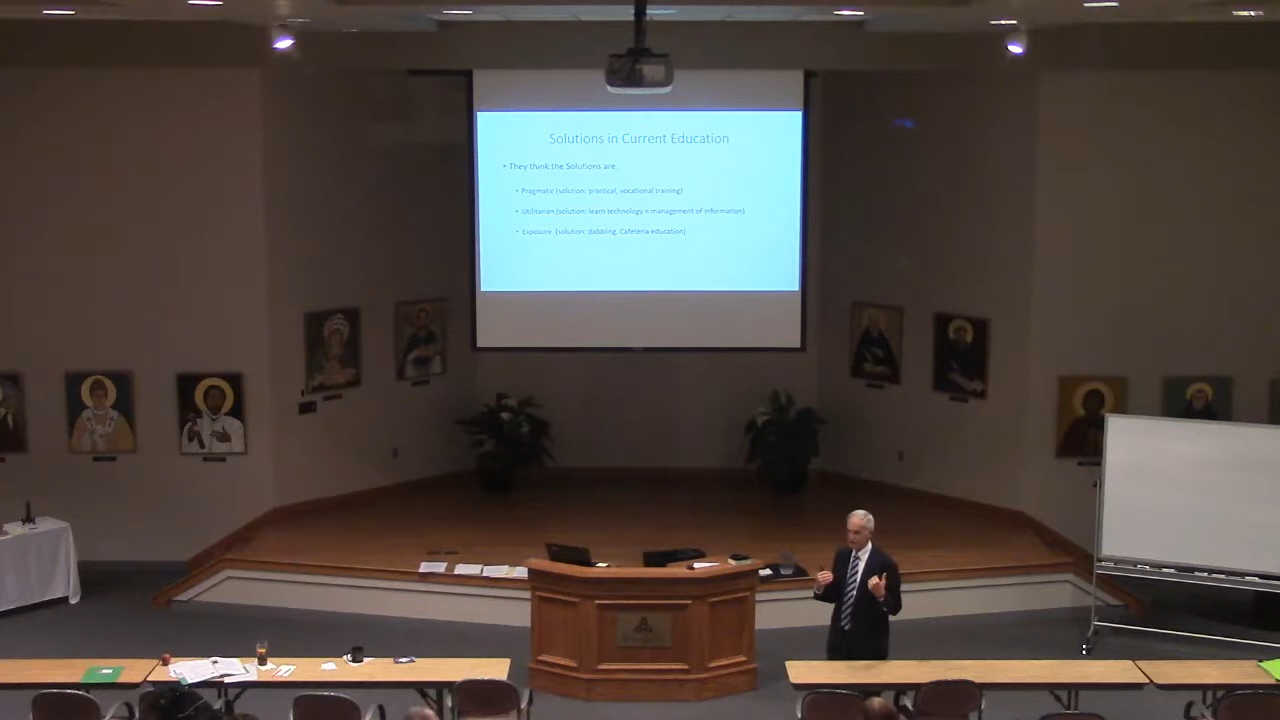 Solutions in Current Education
• They think the Solutions are:
• Pragmatic (solution: practical, vocational training)
• Utilitarian (solution: learn technology = management of information)
• Exposure (solution: dabbling. Cafeteria education)